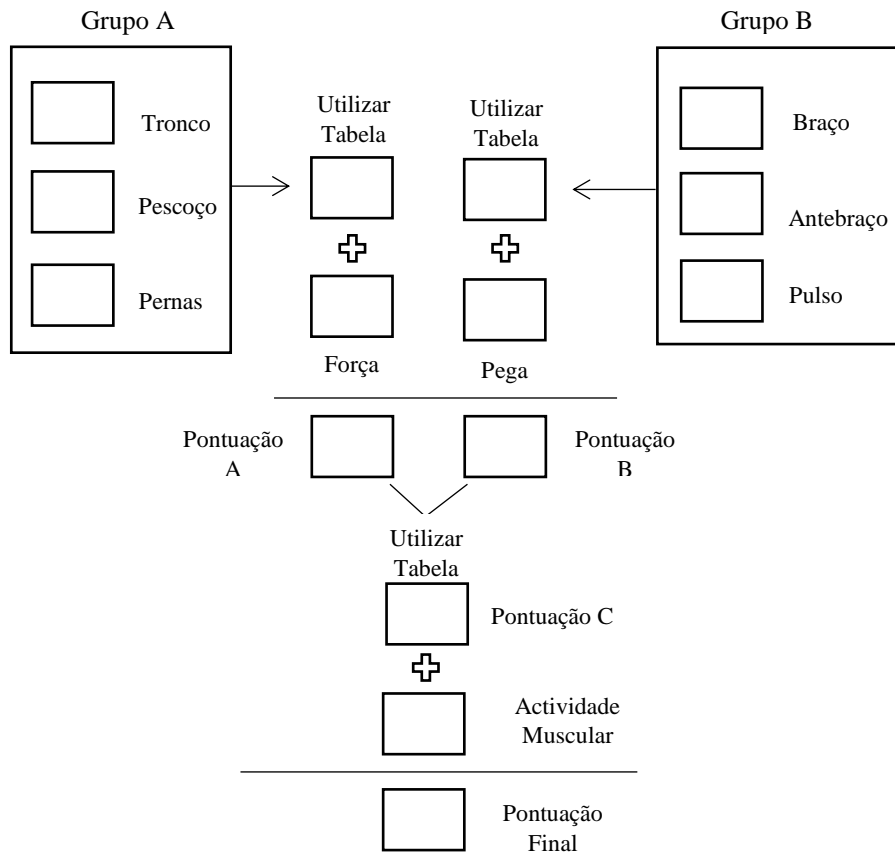 Grupo A
Grupo B
Tronco
Pescoço
Pernas
Utilizar
Tabela
Utilizar
Tabela
Braço
Antebraço
Pulso
Força
Pega
Pontuação
A
Pontuação
B
Utilizar
Tabela
Pontuação C
Actividade
Muscular
Pontuação
Final